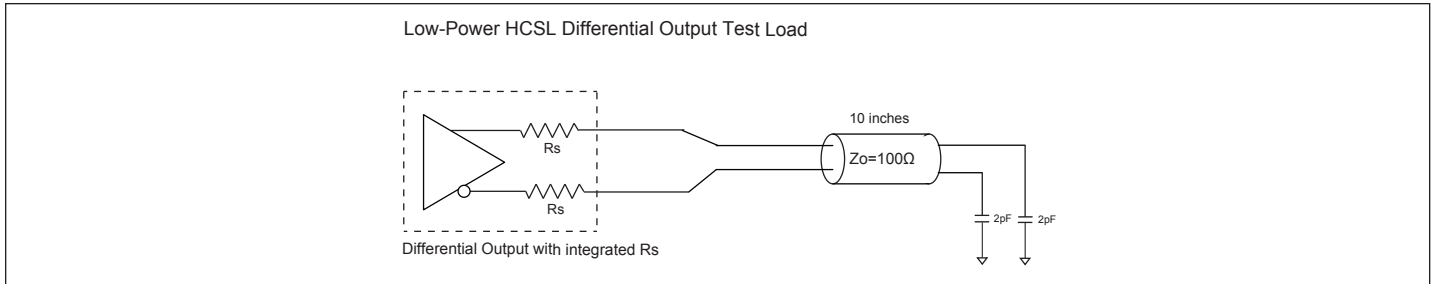 Low-Power HCSL Differential Output Test Load
10 inches
Rs
Zo=100Ω
Rs
2pF
2pF
Differential Output with integrated Rs